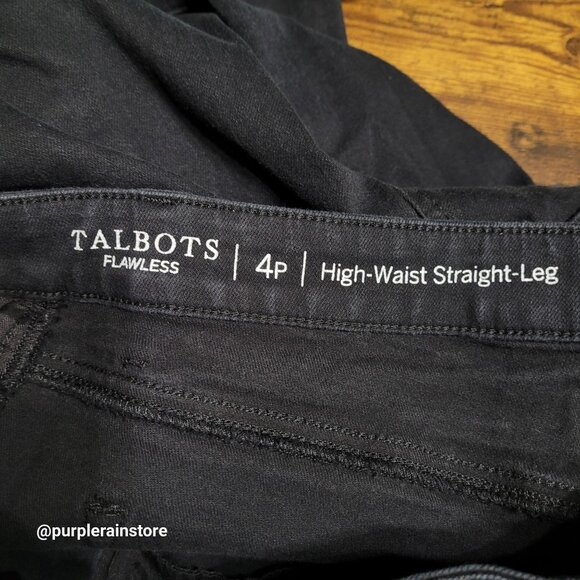 TALBOTS
FLAWLESS
4P
High-Waist Straight-Leg
@purplerainstore